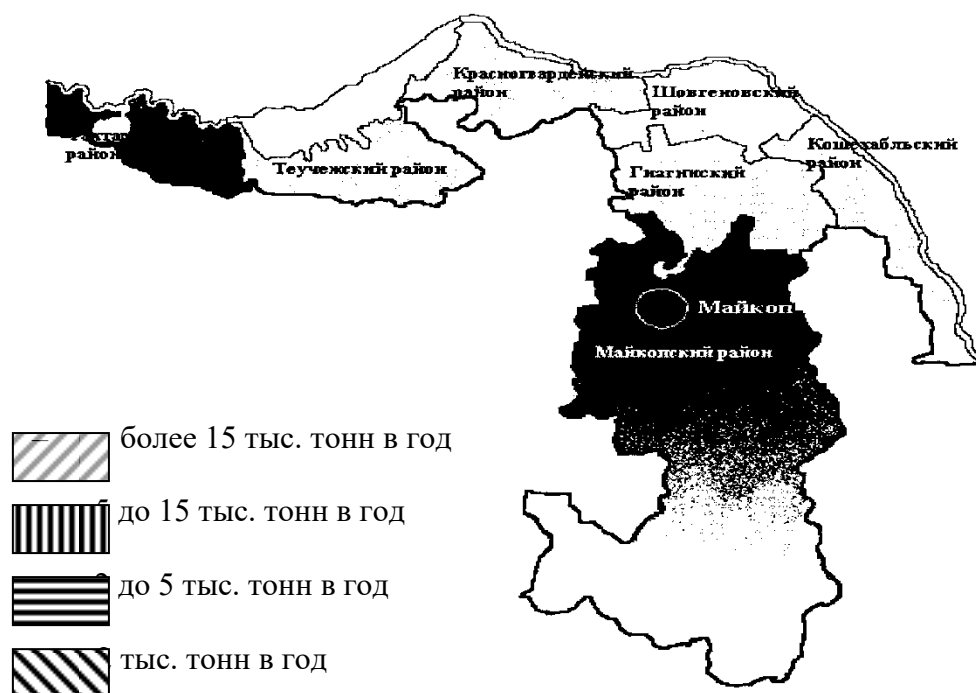 Красногвардейский
район
Шовгеновский
район
Кошехабльский
район
район
Теучежский район
Гиагинский
район
Майкоп
Майкопский район
более 15 тыс. тонн в год
до 15 тыс. тонн в год
до 5 тыс. тонн в год
тыс. тонн в год